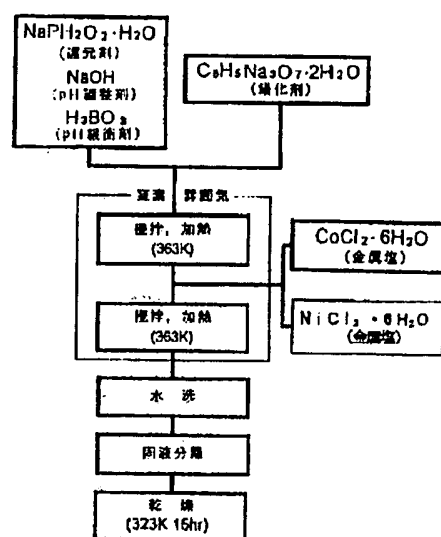 NaPH₂O₂·H₂O
(還元剤)
NaOH
(pH調整剤)
H₃BO₃
(pH緩衝剤)
C₆H₅Na₃O₇·2H₂O
(錯化剤)
窒素 雰囲気
攪拌，加熱
(363K)
CoCl₂·6H₂O
(金属塩)
攪拌，加熱
(363K)
NiCl₂·6H₂O
(金属塩)
水 洗
固液分離
乾 燥
(323K 15hr)